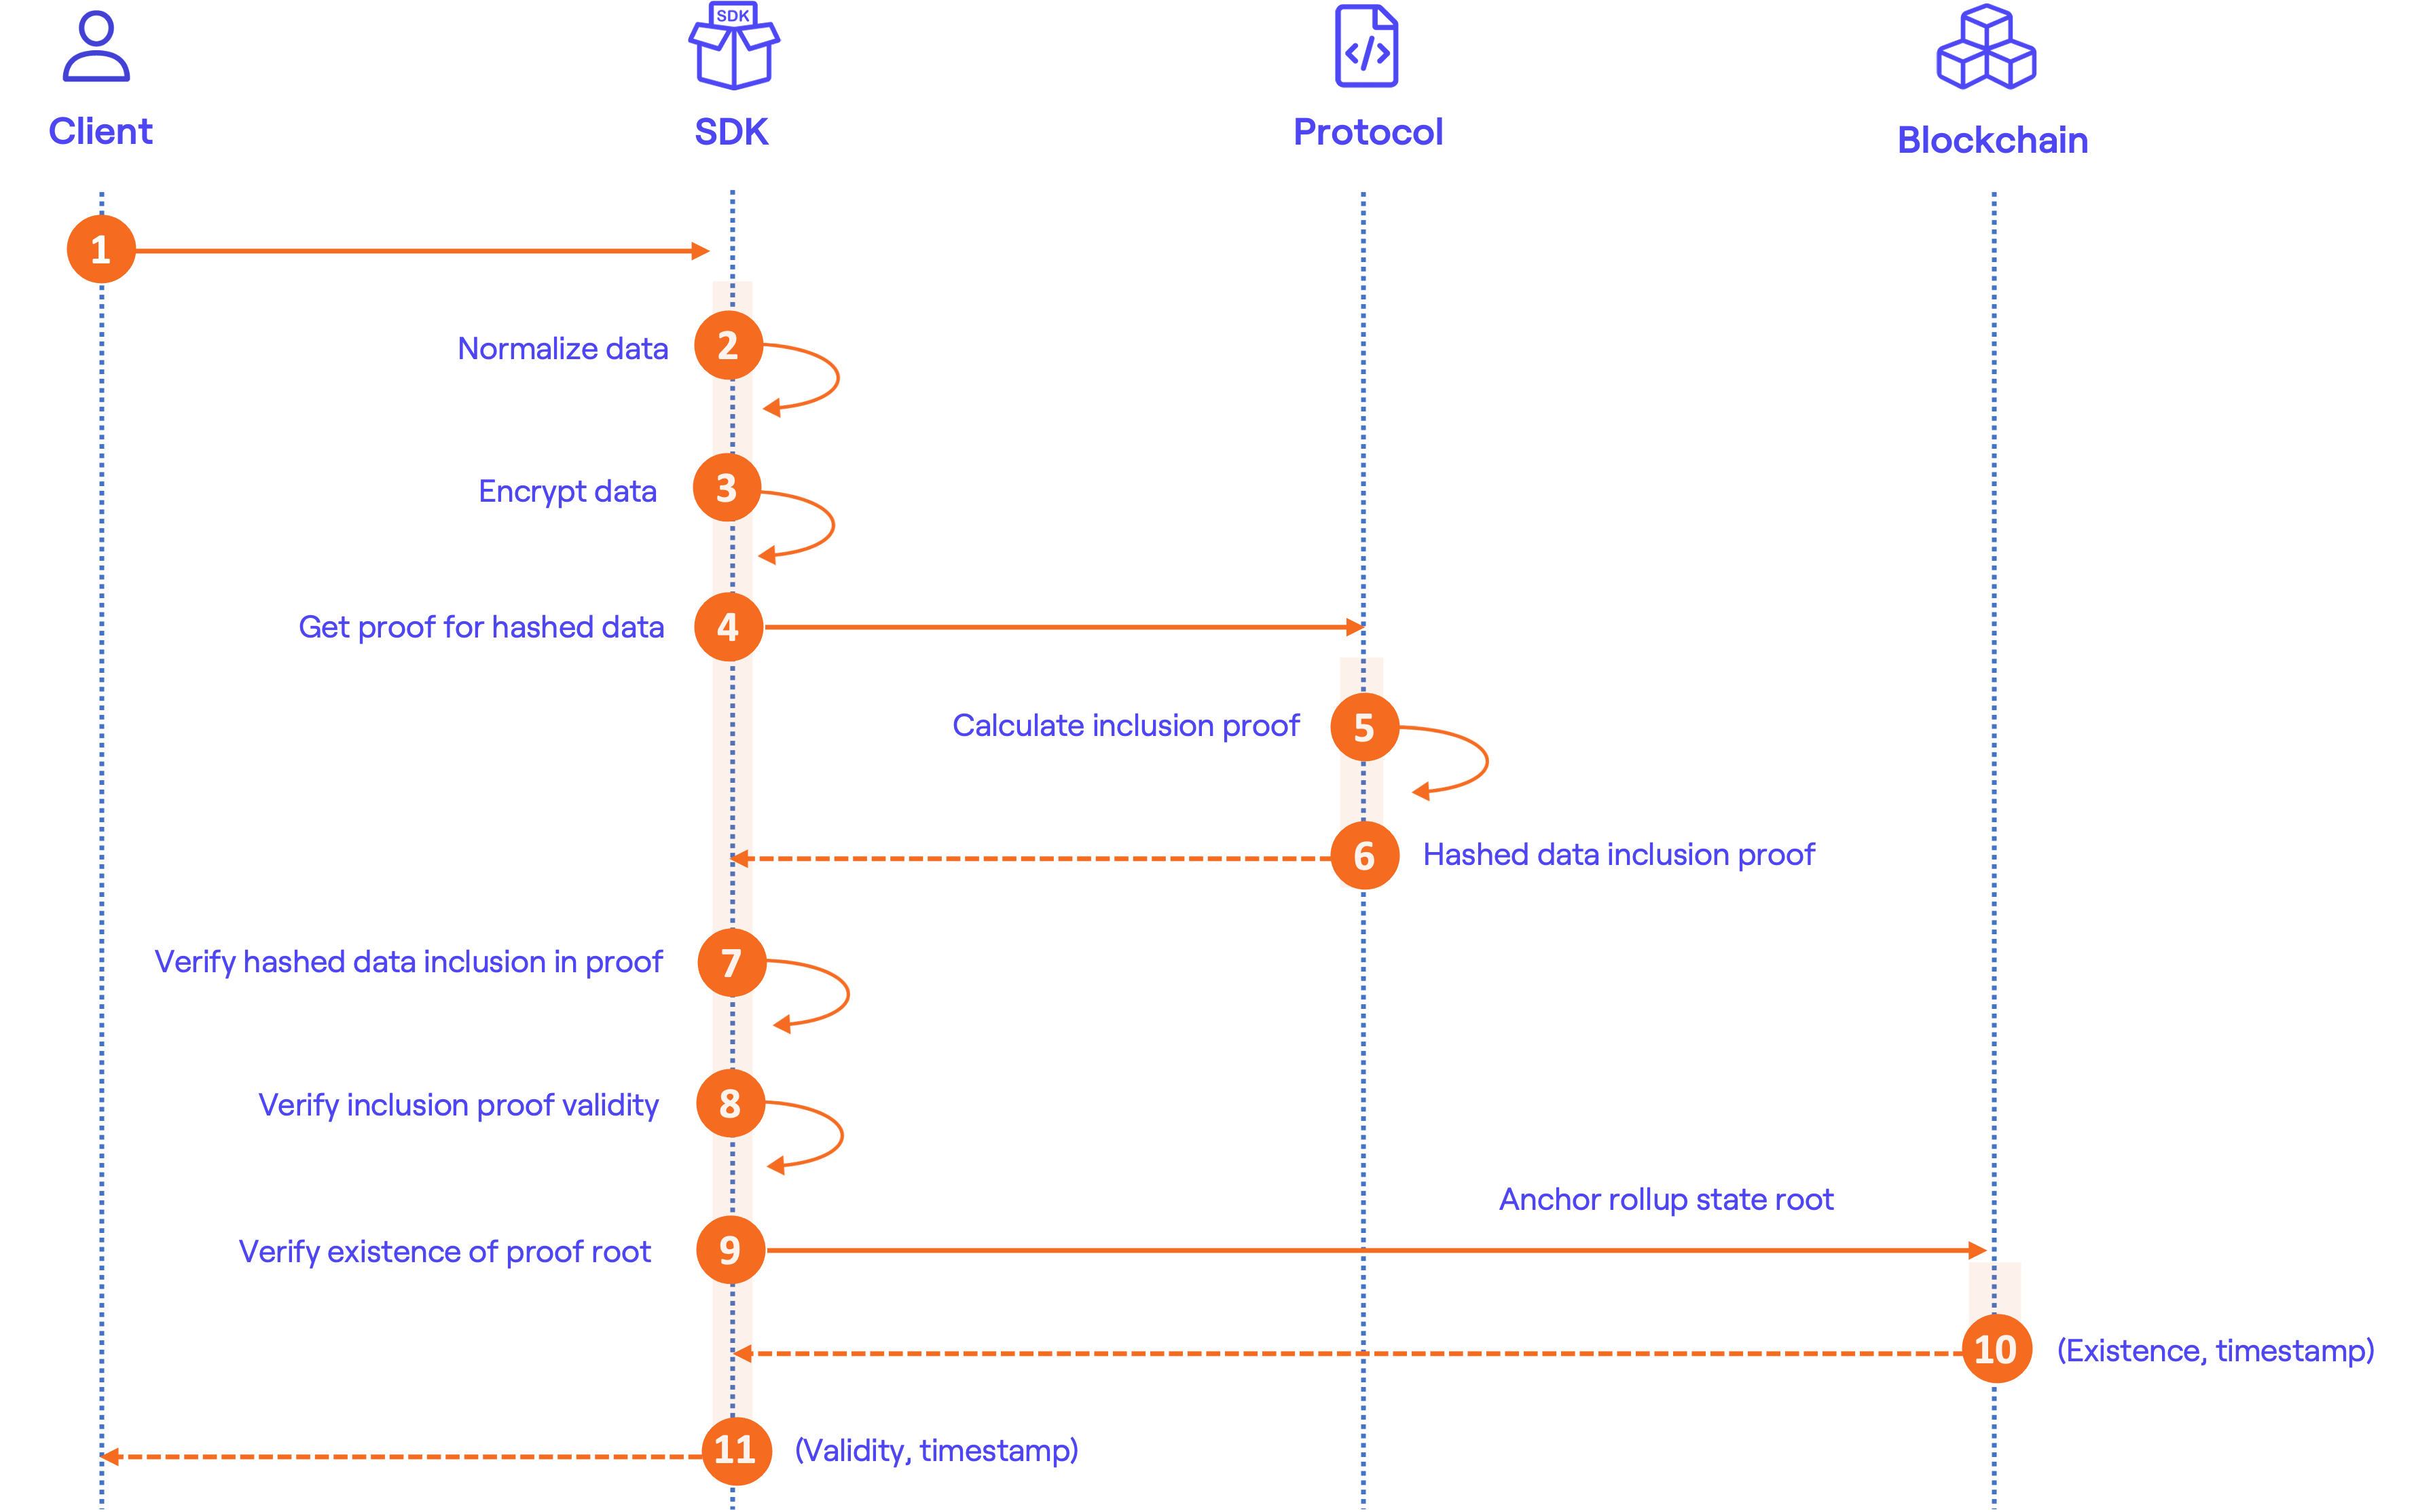 SDK
Client
SDK
Protocol
Blockchain
1
2
Normalize data
3
Encrypt data
4
Get proof for hashed data
5
Calculate inclusion proof
6
Hashed data inclusion proof
7
Verify hashed data inclusion in proof
8
Verify inclusion proof validity
Anchor rollup state root
9
Verify existence of proof root
10
(Existence, timestamp)
11
(Validity, timestamp)